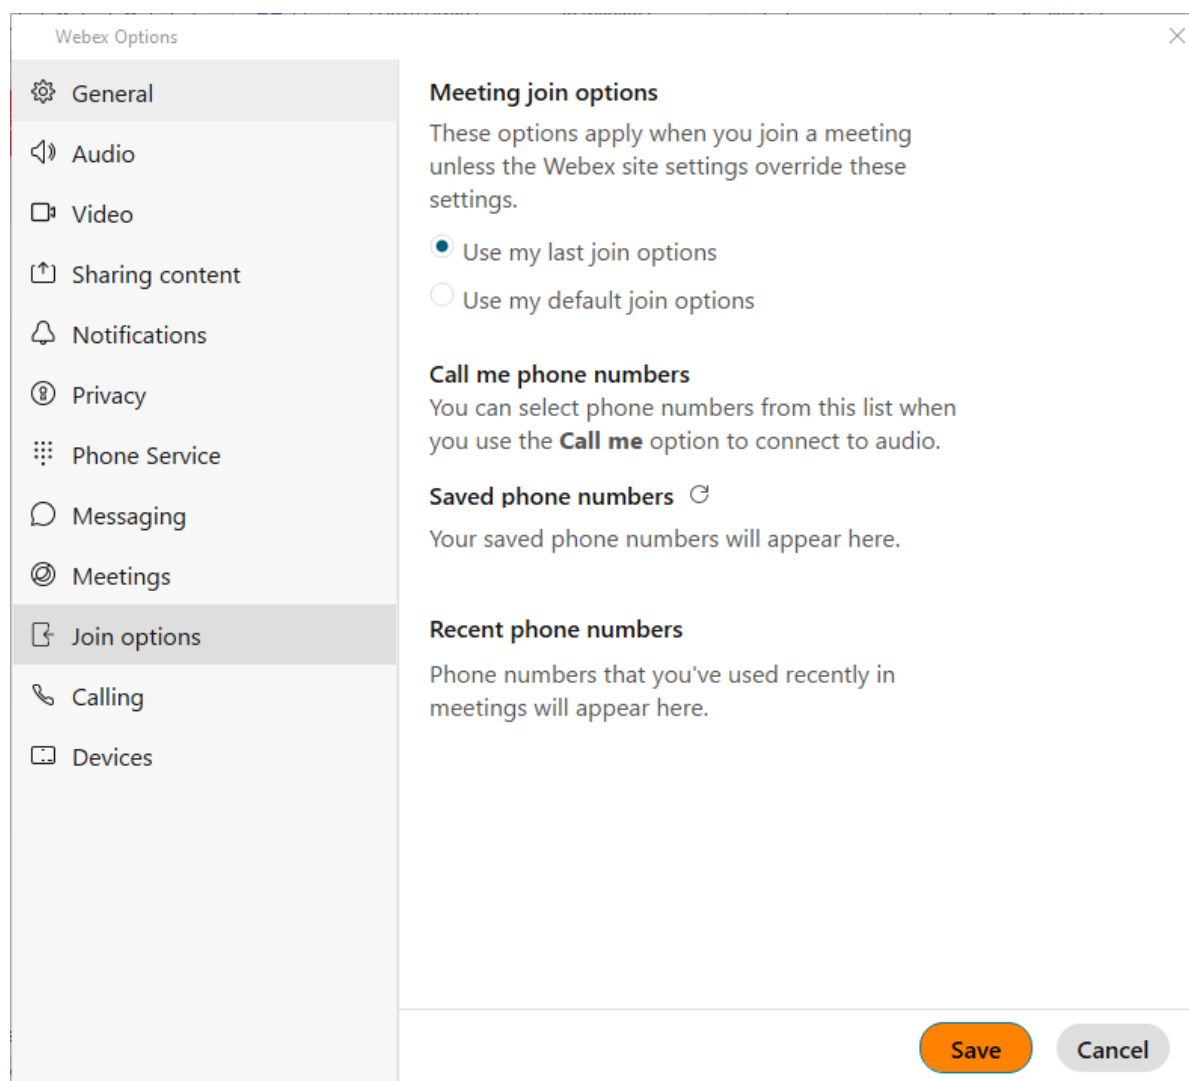 Webex Options
General
Audio
Video
Sharing content
Notifications
Privacy
Phone Service
Messaging
Meetings
Join options
Calling
Devices
Meeting join options
These options apply when you join a meeting
unless the Webex site settings override these
settings.
Use my last join options
Use my default join options
Call me phone numbers
You can select phone numbers from this list when
you use the Call me option to connect to audio.
Saved phone numbers
Your saved phone numbers will appear here.
Recent phone numbers
Phone numbers that you've used recently in
meetings will appear here.
Save
Cancel